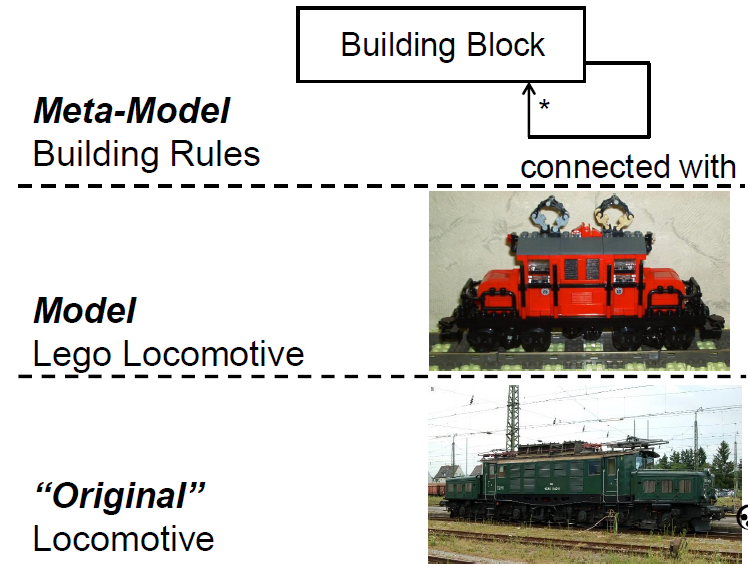 Building Block
*
Meta-Model
Building Rules
connected with
Model
Lego Locomotive
“Original”
Locomotive